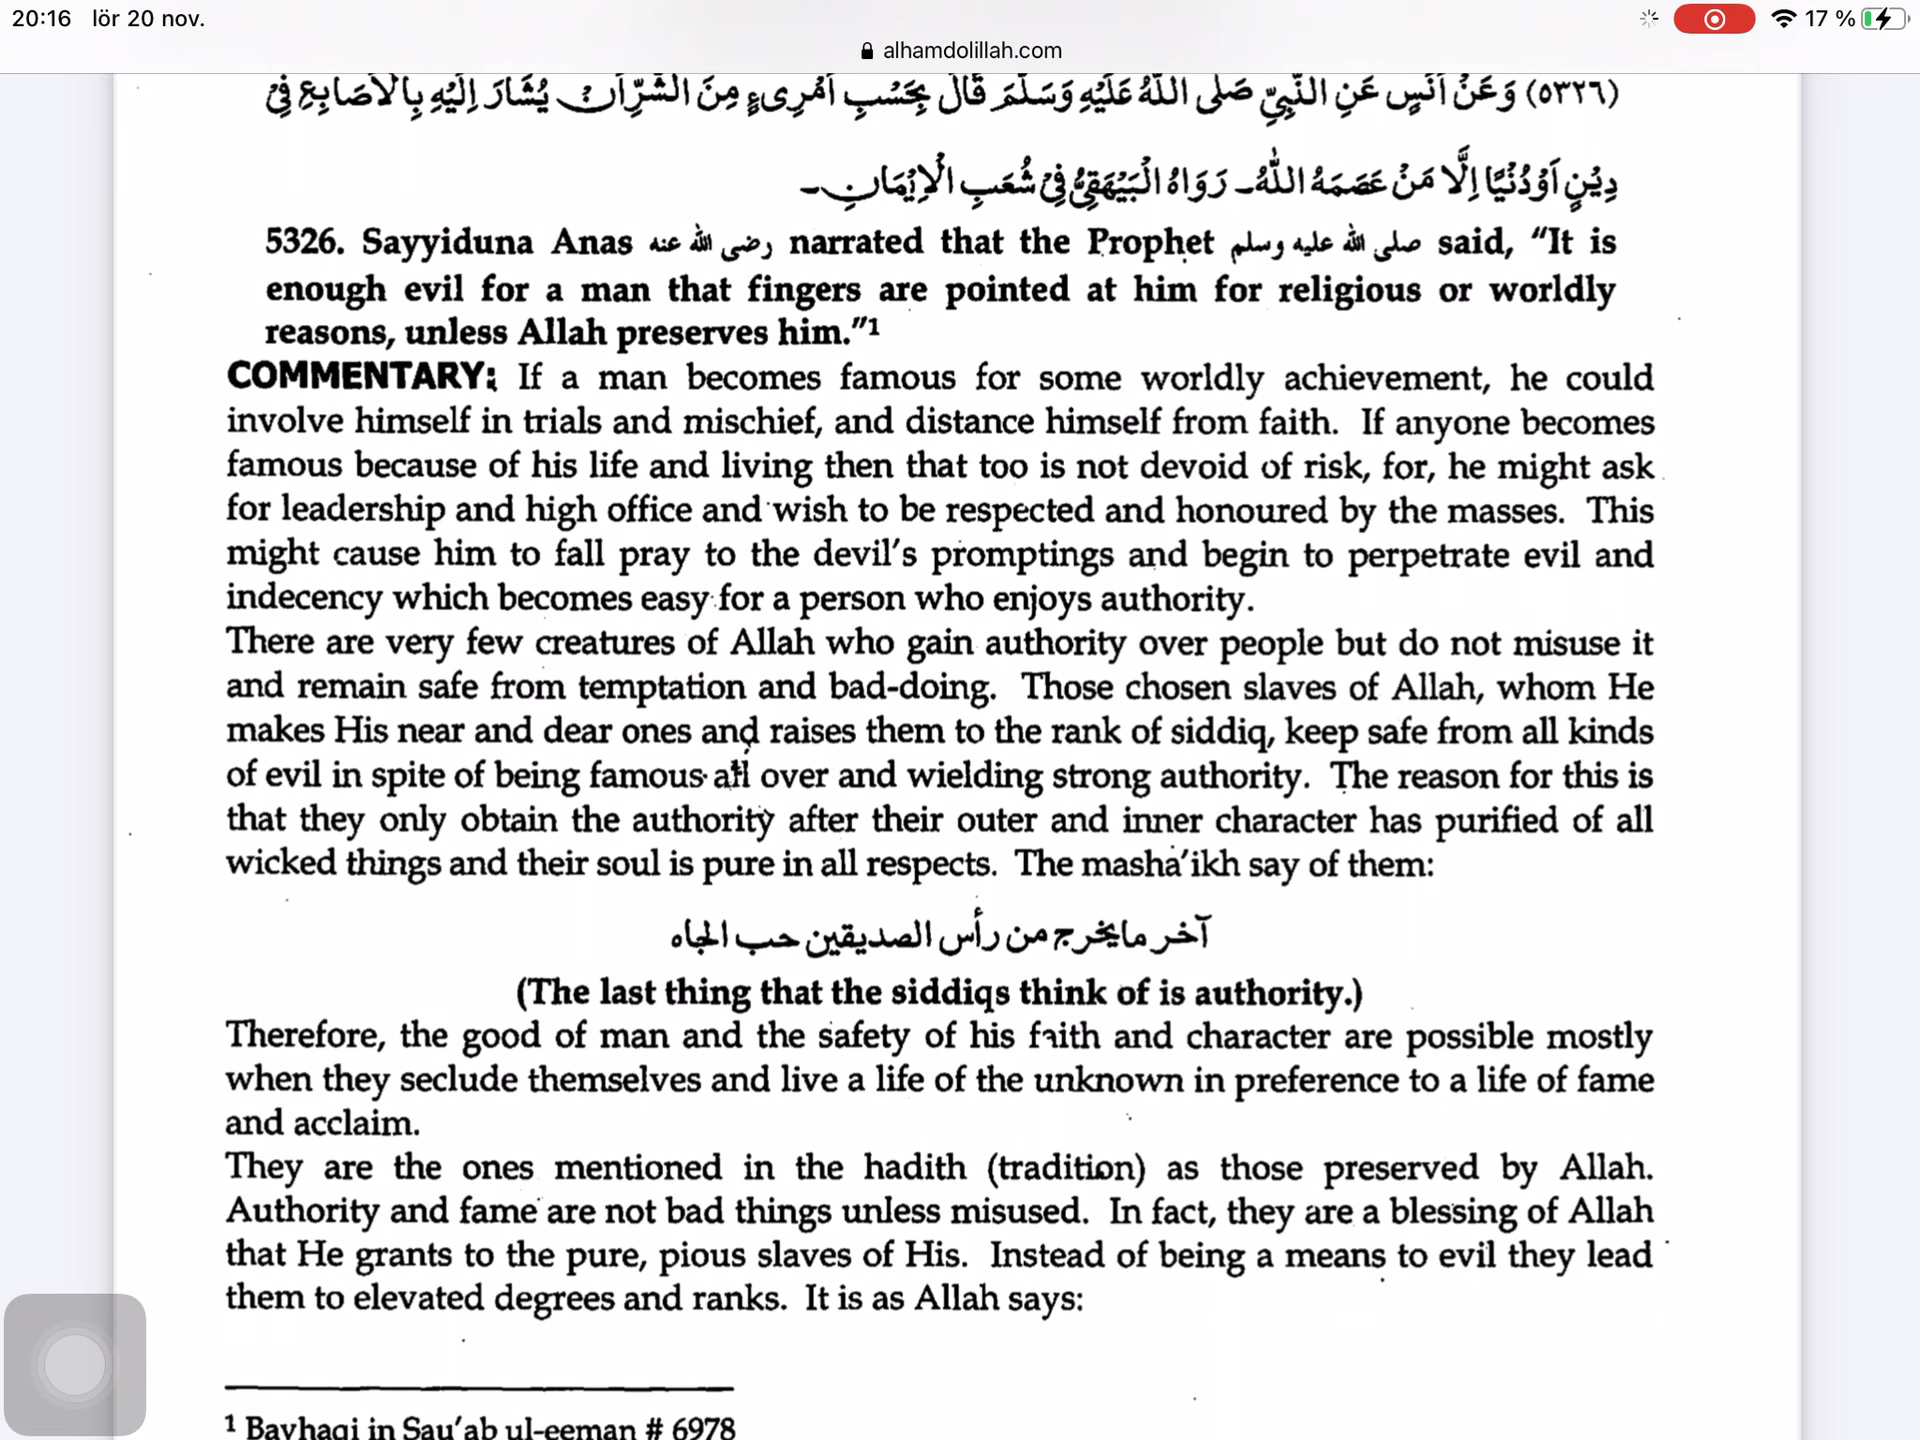 20:16 lör 20 nov.
17 %
alhamdolillah.com
(٥٣٢٦) وَعَنْ اَنَسٍ عَنِ النَّبِيِّ صَلَّى اللّٰهُ عَلَيْهِ وَسَلَّمَ قَالَ بِحَسْبِ امْرِىءٍ مِنَ الشَّرِّ اَنْ يُّشَارَ اِلَيْهِ بِالْاَصَابِعِ فِىْ
دِيْنٍ اَوْدُنْيَا اِلَّا مَنْ عَصَمَهُ اللّٰهُ۔ رَوَاهُ الْبَيْهَقِىُّ فِىْ شُعَبِ الْاِيْمَانِ۔
5326. Sayyiduna Anas رضى الله عنه narrated that the Prophet صلى الله عليه وسلم said, “It is
enough evil for a man that fingers are pointed at him for religious or worldly
reasons, unless Allah preserves him.”¹
COMMENTARY: If a man becomes famous for some worldly achievement, he could
involve himself in trials and mischief, and distance himself from faith. If anyone becomes
famous because of his life and living then that too is not devoid of risk, for, he might ask
for leadership and high office and wish to be respected and honoured by the masses. This
might cause him to fall pray to the devil’s promptings and begin to perpetrate evil and
indecency which becomes easy for a person who enjoys authority.
There are very few creatures of Allah who gain authority over people but do not misuse it
and remain safe from temptation and bad-doing. Those chosen slaves of Allah, whom He
makes His near and dear ones and raises them to the rank of siddiq, keep safe from all kinds
of evil in spite of being famous all over and wielding strong authority. The reason for this is
that they only obtain the authority after their outer and inner character has purified of all
wicked things and their soul is pure in all respects. The masha’ikh say of them:
آخر مايخرج من رأس الصديقين حب الجاه
(The last thing that the siddiqs think of is authority.)
Therefore, the good of man and the safety of his faith and character are possible mostly
when they seclude themselves and live a life of the unknown in preference to a life of fame
and acclaim.
They are the ones mentioned in the hadith (tradition) as those preserved by Allah.
Authority and fame are not bad things unless misused. In fact, they are a blessing of Allah
that He grants to the pure, pious slaves of His. Instead of being a means to evil they lead
them to elevated degrees and ranks. It is as Allah says:
¹ Bayhaqi in Sau’ab ul-eeman # 6978